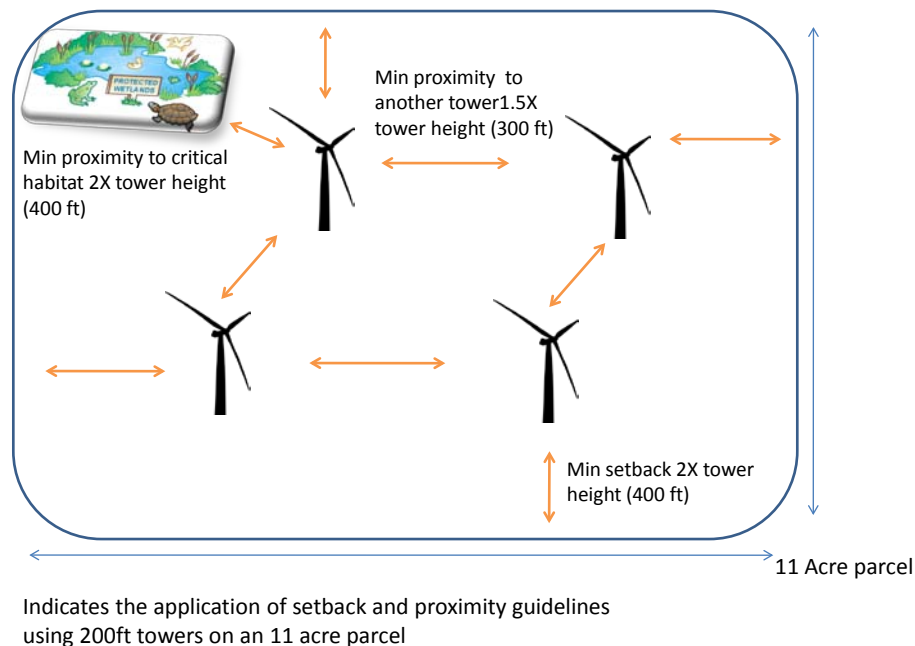 PROTECTED
WETLANDS
Min proximity to
another tower1.5X
tower height (300 ft)
Min proximity to critical
habitat 2X tower height
(400 ft)
Min setback 2X tower
height (400 ft)
11 Acre parcel
Indicates the application of setback and proximity guidelines
using 200ft towers on an 11 acre parcel